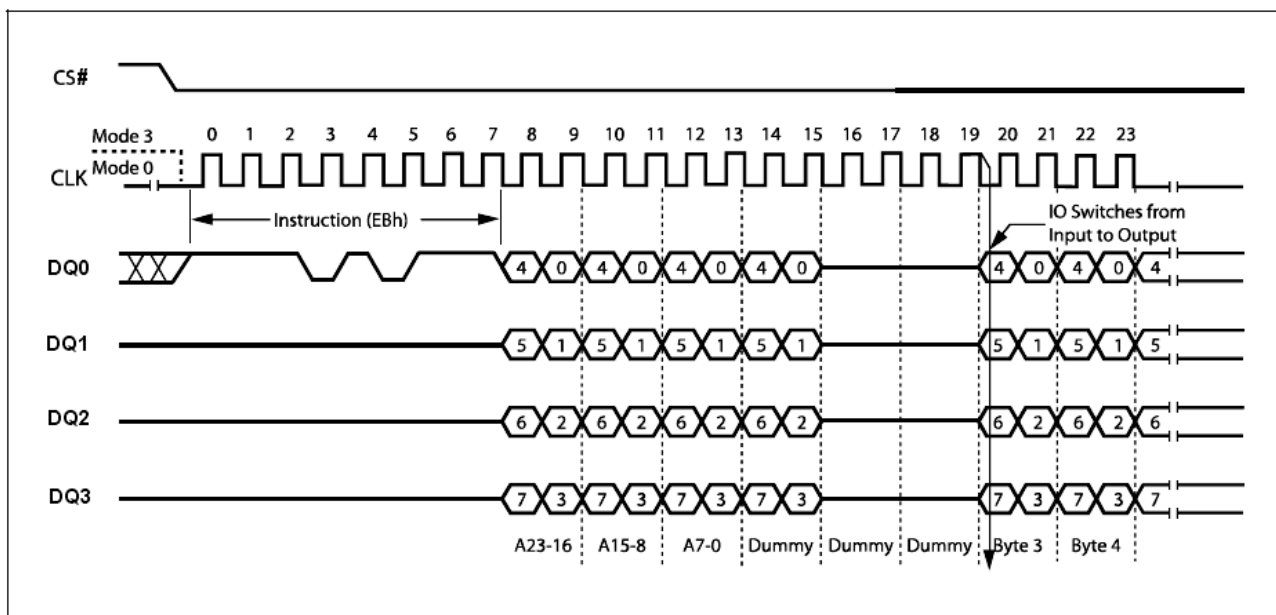 CS#
Mode 3
0 1 2 3 4 5 6 7 8 9 10 11 12 13 14 15 16 17 18 19 20 21 22 23
Mode 0
CLK
Instruction (EBh)
IO Switches from
Input to Output
DQ0 4 0 4 0 4 0 4 0 4 0 4 0 4
DQ1 5 1 5 1 5 1 5 1 5 1 5 1 5
DQ2 6 2 6 2 6 2 6 2 6 2 6 2 6
DQ3 7 3 7 3 7 3 7 3 7 3 7 3 7
A23-16 A15-8 A7-0 Dummy Dummy Dummy Byte 3 Byte 4